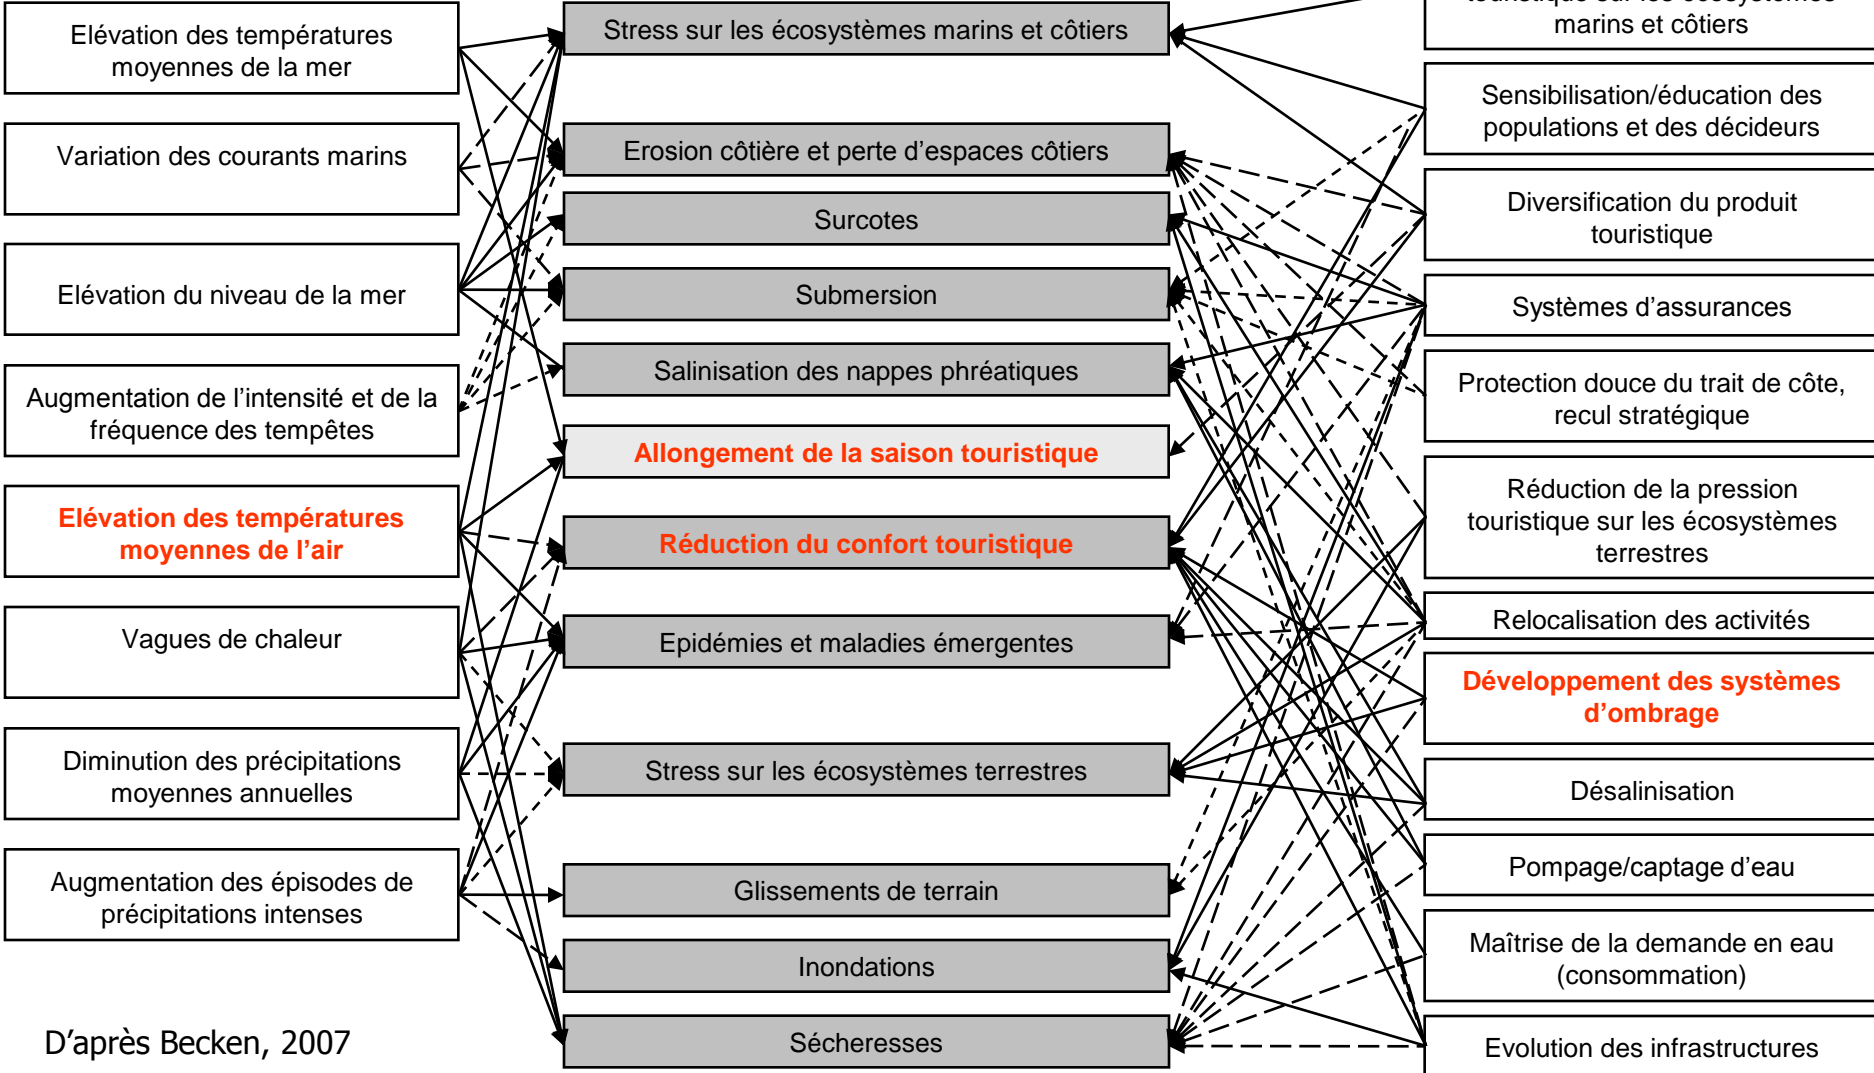 Elévation des températures
moyennes de la mer
Variation des courants marins
Elévation du niveau de la mer
Augmentation de l’intensité et de la
fréquence des tempêtes
Elévation des températures
moyennes de l’air
Vagues de chaleur
Diminution des précipitations
moyennes annuelles
Augmentation des épisodes de
précipitations intenses
D’après Becken, 2007
Stress sur les écosystèmes marins et côtiers
Erosion côtière et perte d’espaces côtiers
Surcotes
Submersion
Salinisation des nappes phréatiques
Allongement de la saison touristique
Réduction du confort touristique
Epidémies et maladies émergentes
Stress sur les écosystèmes terrestres
Glissements de terrain
Inondations
Sécheresses
touristique sur les écosystèmes
marins et côtiers
Sensibilisation/éducation des
populations et des décideurs
Diversification du produit
touristique
Systèmes d’assurances
Protection douce du trait de côte,
recul stratégique
Réduction de la pression
touristique sur les écosystèmes
terrestres
Relocalisation des activités
Développement des systèmes
d’ombrage
Désalinisation
Pompage/captage d’eau
Maîtrise de la demande en eau
(consommation)
Evolution des infrastructures